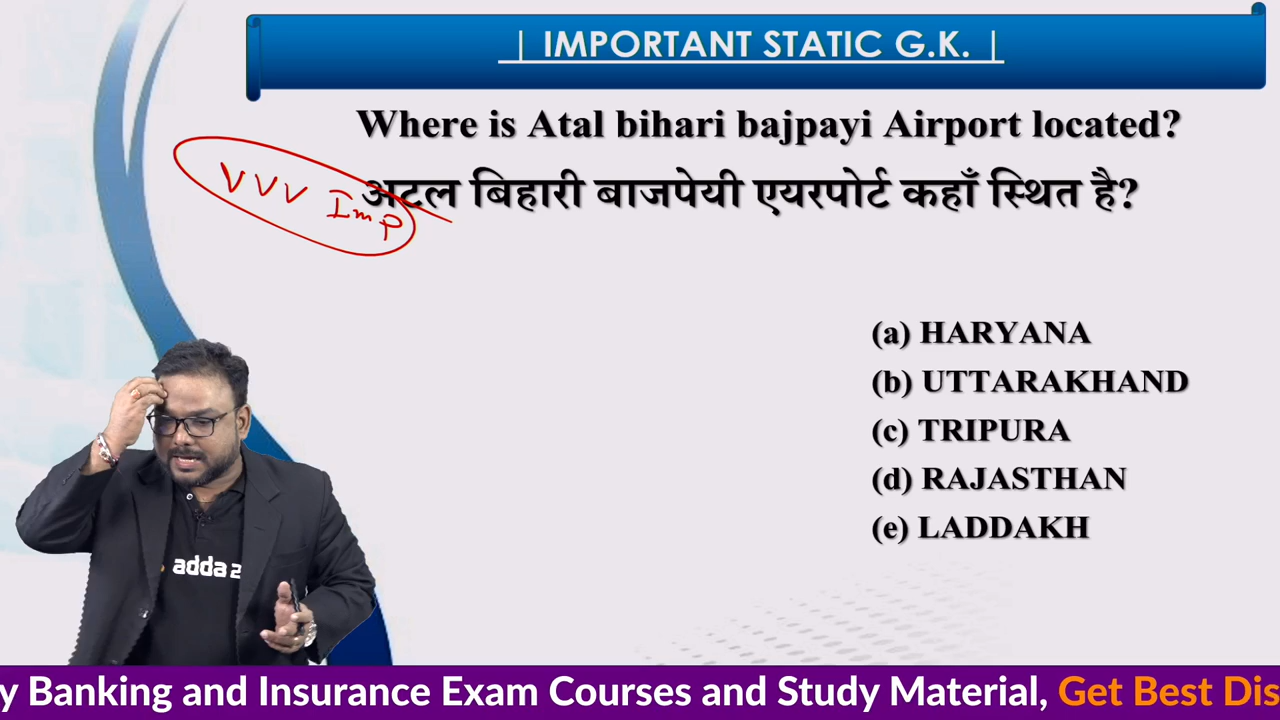 | IMPORTANT STATIC G.K. |
Where is Atal bihari bajpayi Airport located?
VVV Imp
अटल बिहारी बाजपेयी एयरपोर्ट कहाँ स्थित है?
(a) HARYANA
(b) UTTARAKHAND
(c) TRIPURA
(d) RAJASTHAN
(e) LADDAKH
adda2
y Banking and Insurance Exam Courses and Study Material, Get Best Dis